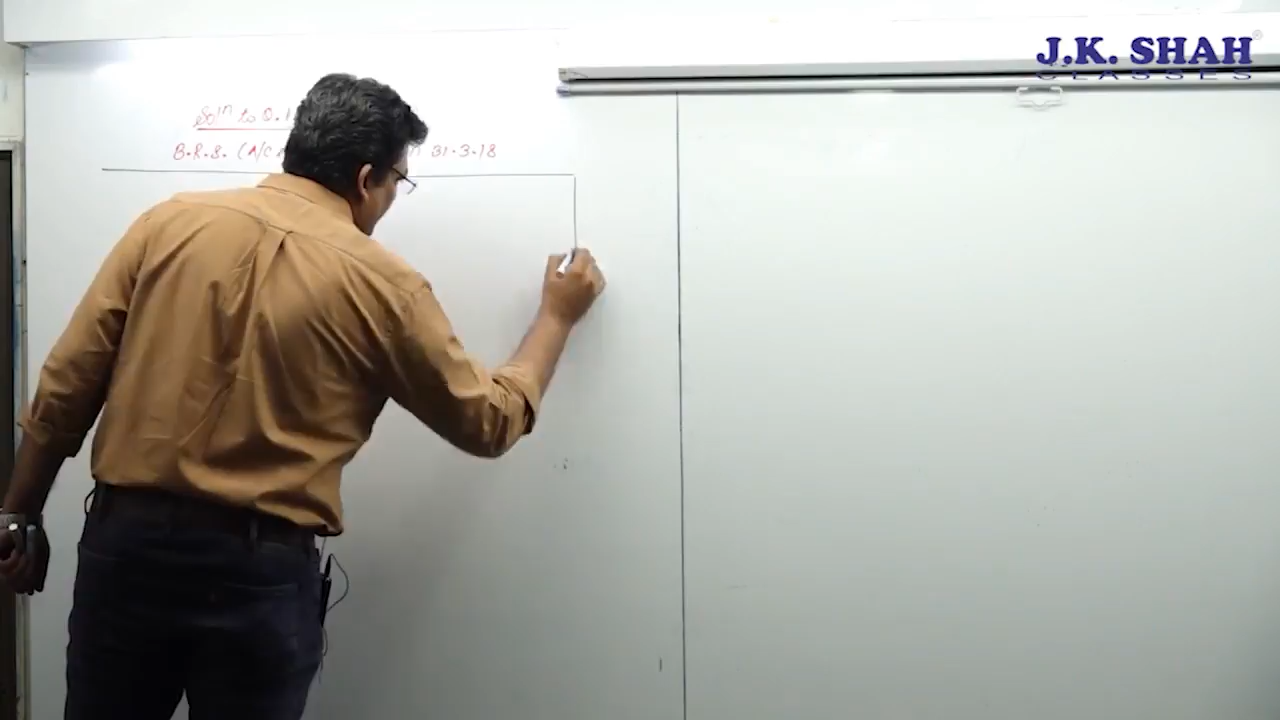 J.K. SHAH®
CLASSES
Solⁿ to Q.1
B.R.S. (A/C 31·3·18